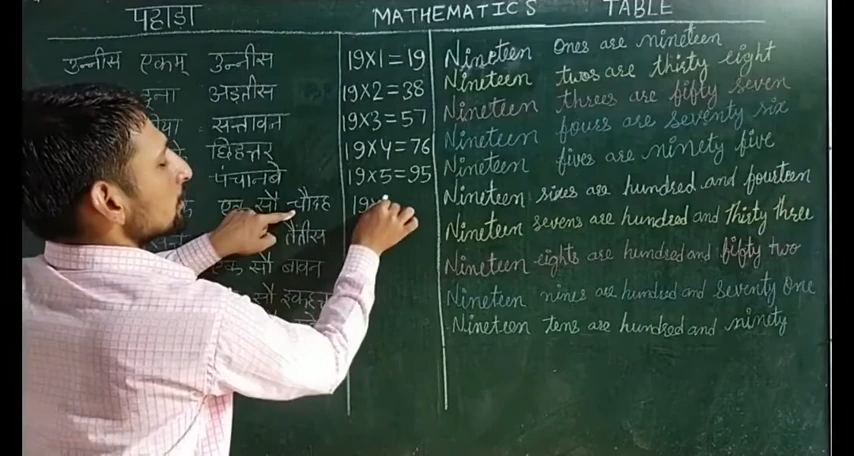 पहाडा MATHEMATICS TABLE
उन्नीस एकम् उन्नीस 19×1=19 Nineteen ones are nineteen
दूना अड़तीस 19×2=38 Nineteen twos are thirty eight
सन्तावन 19×3=57 Nineteen threes are fifty seven
छिहत्तर् 19×4=76 Nineteen fours are seventy six
पंचानबे 19×5=95 Nineteen fives are ninety five
एक सौ चौदह 19× Nineteen sixes are hundred and fourteen
तैतीस Nineteen sevens are hundred and thirty three
एक सौ बावन Nineteen eights are hundred and fifty two
सौ इकहत्त Nineteen nines are hundred and seventy one
Nineteen tens are hundred and ninety